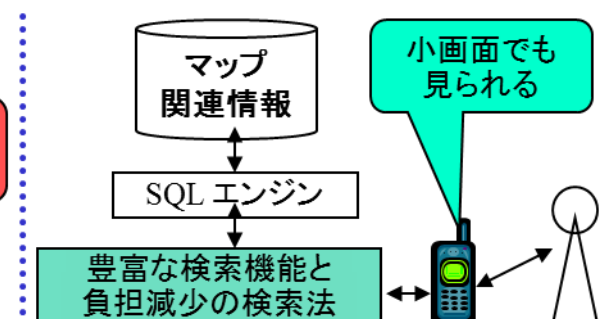 マップ
関連情報
小画面でも
見られる
SQL エンジン
豊富な検索機能と
負担減少の検索法